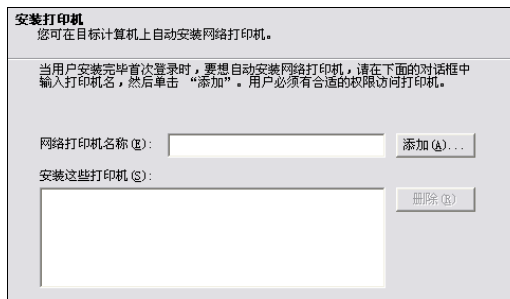 安装打印机
您可在目标计算机上自动安装网络打印机。
当用户安装完毕首次登录时，要想自动安装网络打印机，请在下面的对话框中
输入打印机名，然后单击 “添加”。用户必须有合适的权限访问打印机。
网络打印机名称(E)：
添加(A)...
安装这些打印机(S)：
删除(R)